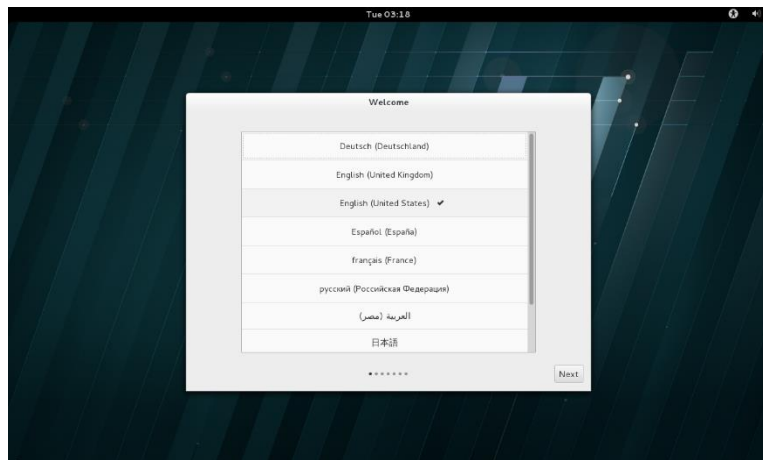 Tue 03:18
Welcome
Deutsch (Deutschland)
English (United Kingdom)
English (United States) ✔
Español (España)
français (France)
русский (Российская Федерация)
العربية (مصر)
日本語
Next